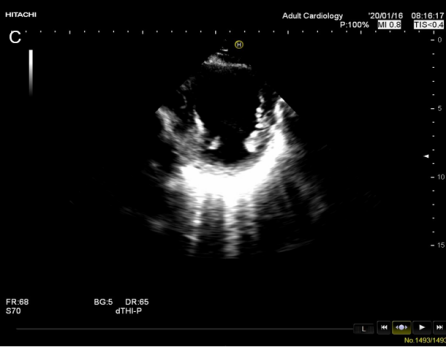 HITACHI
Adult Cardiology '20/01/16 08:16:17
P:100% MI 0.8 TIS<0.4
C
H
0
5
10
15
FR:68 BG:5 DR:65
S70 dTHI-P
L
No.1493/1493